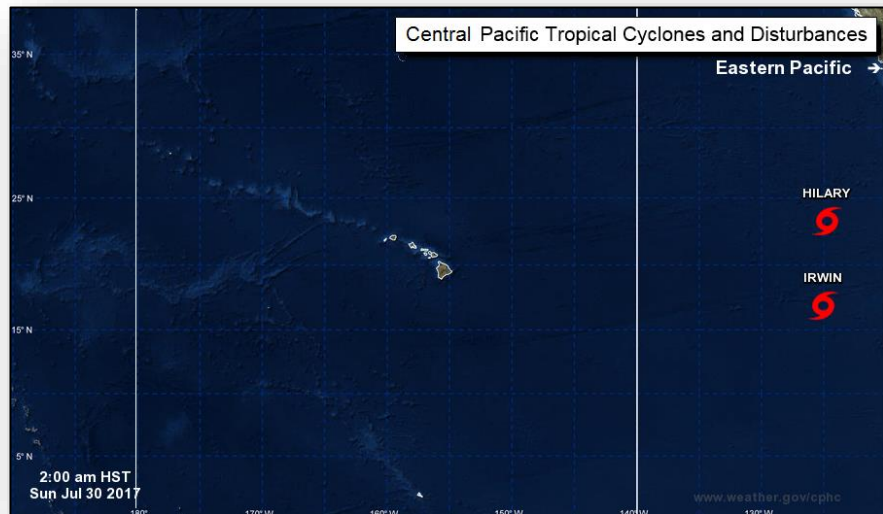 Central Pacific Tropical Cyclones and Disturbances
35° N
Eastern Pacific →
HILARY
25° N
IRWIN
15° N
5° N
2:00 am HST
Sun Jul 30 2017
www.weather.gov/cphc
180° 170°W 160°W 150°W 140°W 130°W